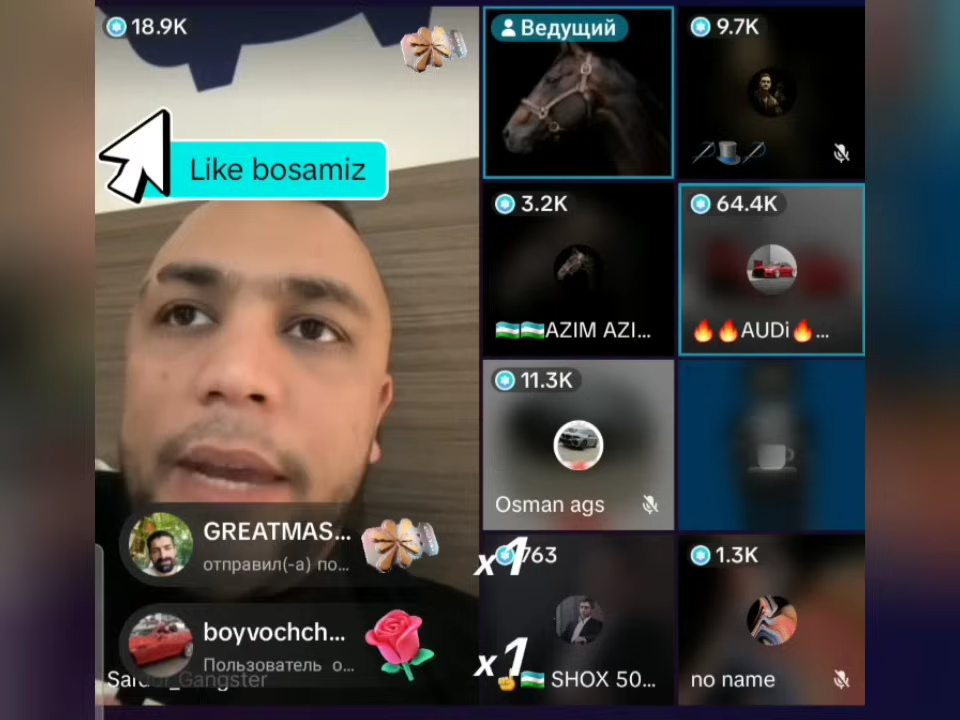 18.9K
Like bosamiz
GREATMAS...
отправил(-а) по...
x1
boyvochch...
Пользователь о...
x1
Ведущий
9.7K
3.2K
AZIM AZI...
64.4K
AUDi
...
11.3K
Osman ags
763
SHOX 50...
1.3K
no name